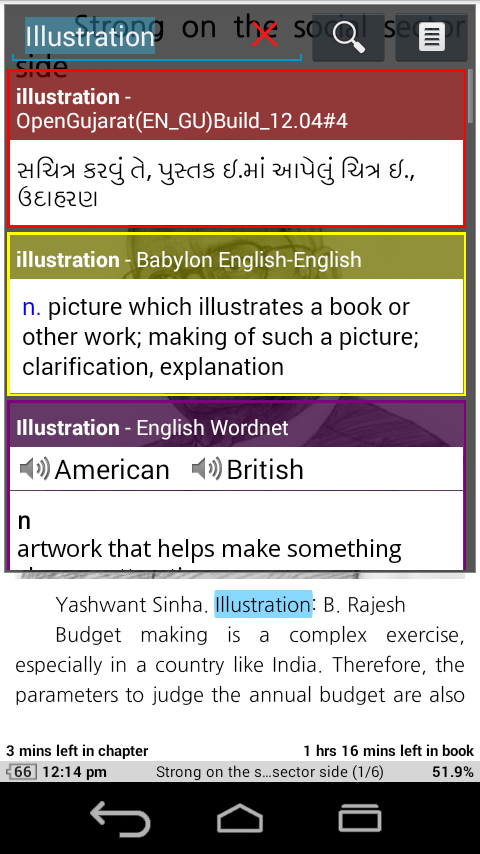 Strong on the social sector
side
Illustration
illustration -
OpenGujarat(EN_GU)Build_12.04#4
સચિત્ર કરવું તે, પુસ્તક ઈ.માં આપેલું ચિત્ર ઈ.,
ઉદાહરણ
illustration - Babylon English-English
n. picture which illustrates a book or
other work; making of such a picture;
clarification, explanation
Illustration - English Wordnet
American British
n
artwork that helps make something
Yashwant Sinha. Illustration: B. Rajesh
Budget making is a complex exercise,
especially in a country like India. Therefore, the
parameters to judge the annual budget are also
3 mins left in chapter 1 hrs 16 mins left in book
66 12:14 pm Strong on the s...sector side (1/6) 51.9%